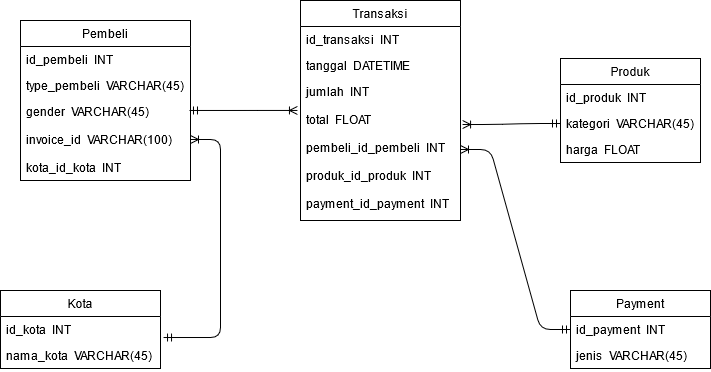 Pembeli
id_pembeli INT
type_pembeli VARCHAR(45)
gender VARCHAR(45)
invoice_id VARCHAR(100)
kota_id_kota INT
Transaksi
id_transaksi INT
tanggal DATETIME
jumlah INT
total FLOAT
pembeli_id_pembeli INT
produk_id_produk INT
payment_id_payment INT
Produk
id_produk INT
kategori VARCHAR(45)
harga FLOAT
Kota
id_kota INT
nama_kota VARCHAR(45)
Payment
id_payment INT
jenis VARCHAR(45)